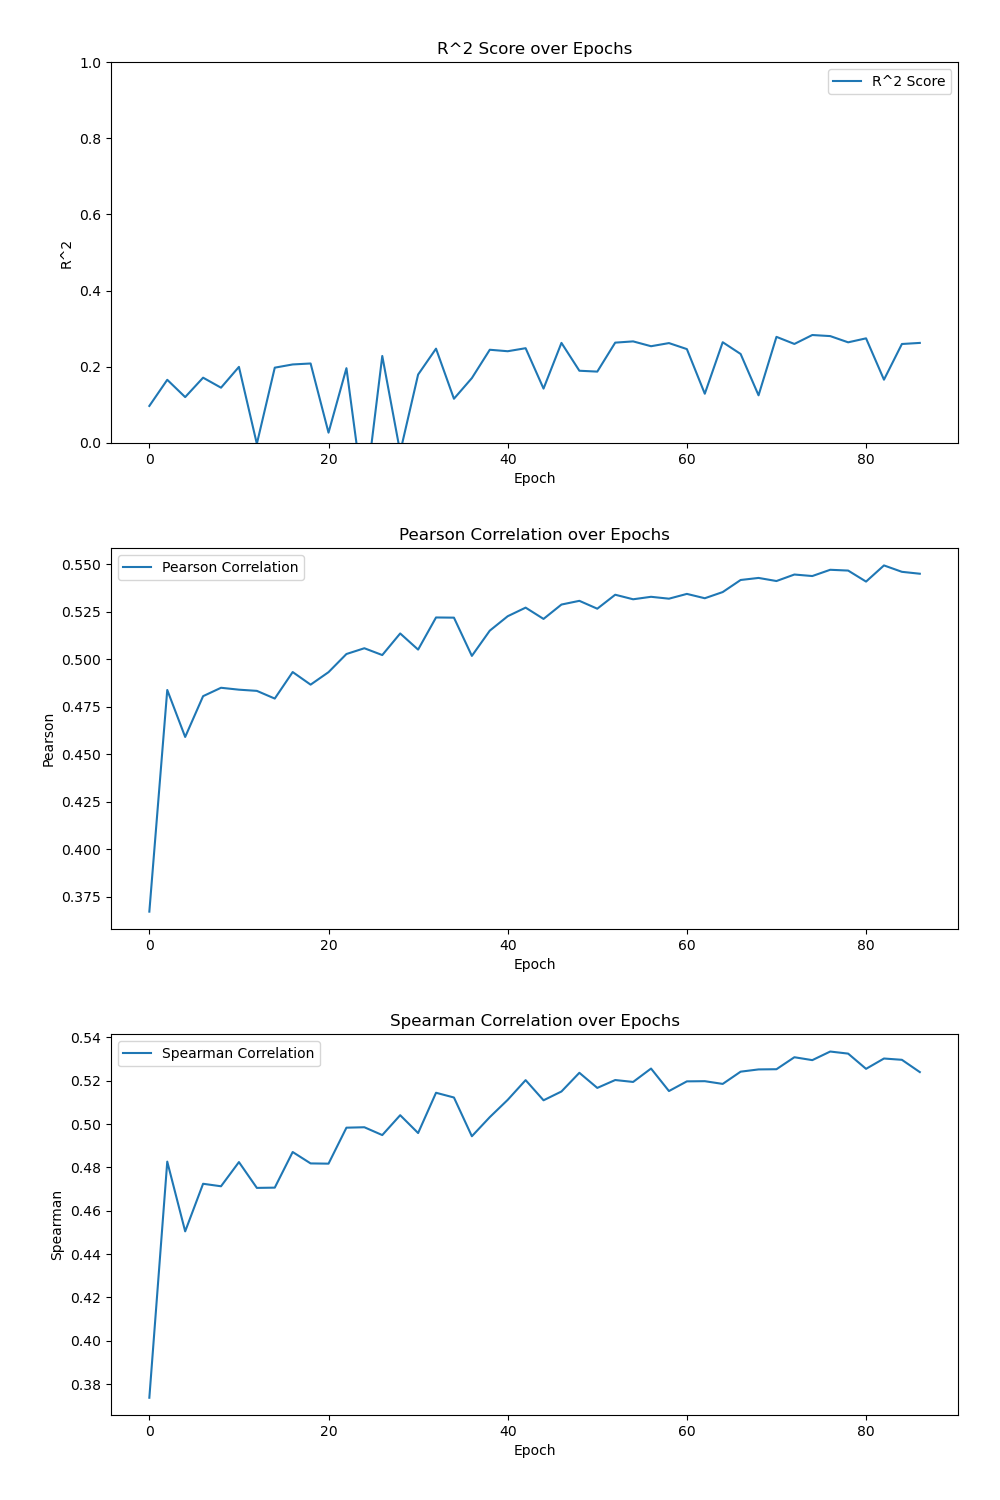 R^2 Score over Epochs
R^2 Score
1.0
0.8
0.6
0.4
0.2
0.0
R^2
0 20 40 60 80
Epoch
Pearson Correlation over Epochs
Pearson Correlation
0.550
0.525
0.500
0.475
0.450
0.425
0.400
0.375
Pearson
0 20 40 60 80
Epoch
Spearman Correlation over Epochs
Spearman Correlation
0.54
0.52
0.50
0.48
0.46
0.44
0.42
0.40
0.38
Spearman
0 20 40 60 80
Epoch